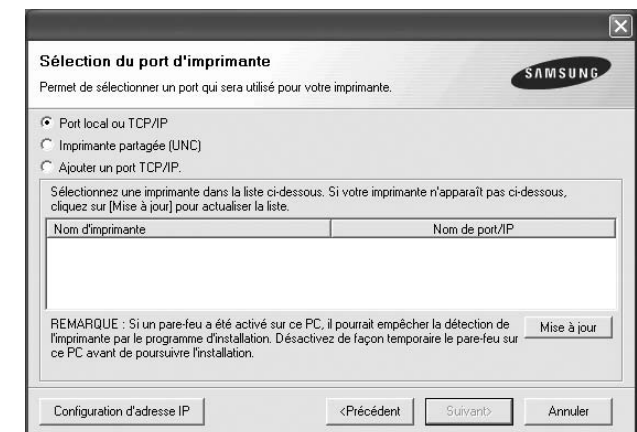 Sélection du port d'imprimante
Permet de sélectionner un port qui sera utilisé pour votre imprimante.
SAMSUNG
Port local ou TCP/IP
Imprimante partagée (UNC)
Ajouter un port TCP/IP.
Sélectionnez une imprimante dans la liste ci-dessous. Si votre imprimante n'apparaît pas ci-dessous,
cliquez sur [Mise à jour] pour actualiser la liste.
Nom d'imprimante Nom de port/IP
REMARQUE : Si un pare-feu a été activé sur ce PC, il pourrait empêcher la détection de
l'imprimante par le programme d'installation. Désactivez de façon temporaire le pare-feu sur
ce PC avant de poursuivre l'installation.
Mise à jour
Configuration d'adresse IP <Précédent Suivant> Annuler